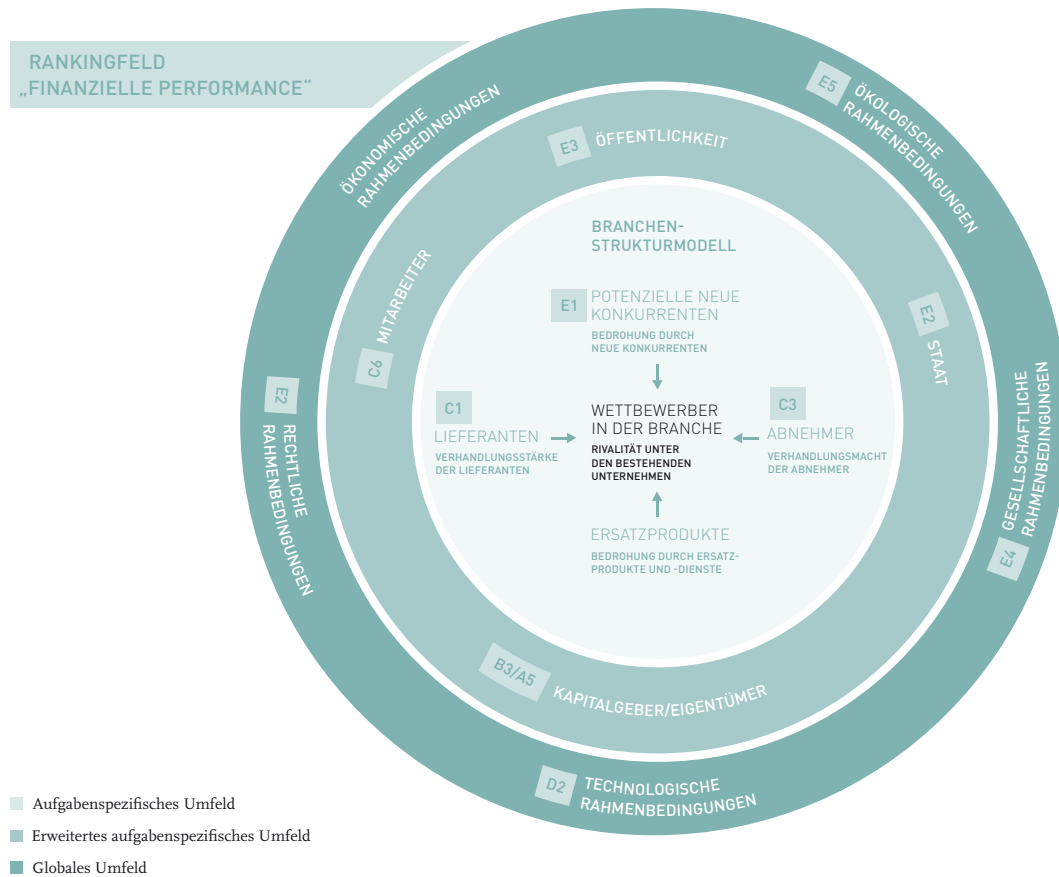 RANKINGFELD
„FINANZIELLE PERFORMANCE“
ÖKONOMISCHE
RAHMENBEDINGUNGEN
E5
ÖKOLOGISCHE
RAHMENBEDINGUNGEN
E3
ÖFFENTLICHKEIT
C6
MITARBEITER
E2
STAAT
E2
RECHTLICHE
RAHMENBEDINGUNGEN
E4
GESELLSCHAFTLICHE
RAHMENBEDINGUNGEN
BRANCHEN-
STRUKTURMODELL
E1
POTENZIELLE NEUE
KONKURRENTEN
BEDROHUNG DURCH
NEUE KONKURRENTEN
C1
LIEFERANTEN
VERHANDLUNGSSTÄRKE
DER LIEFERANTEN
WETTBEWERBER
IN DER BRANCHE
RIVALITÄT UNTER
DEN BESTEHENDEN
UNTERNEHMEN
C3
ABNEHMER
VERHANDLUNGSMACHT
DER ABNEHMER
ERSATZPRODUKTE
BEDROHUNG DURCH ERSATZ-
PRODUKTE UND -DIENSTE
B3/A5
KAPITALGEBER/EIGENTÜMER
D2
TECHNOLOGISCHE
RAHMENBEDINGUNGEN
Aufgabenspezifisches Umfeld
Erweitertes aufgabenspezifisches Umfeld
Globales Umfeld